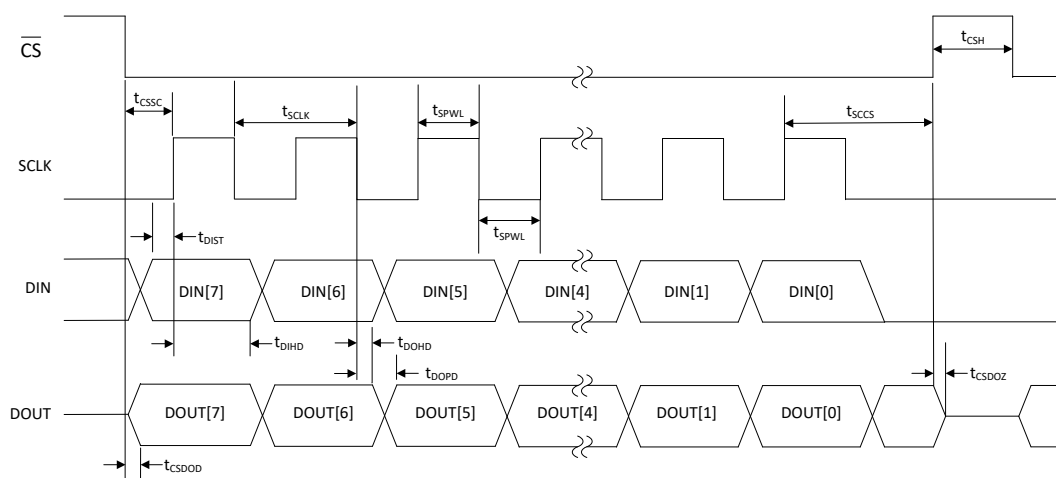 CS
tCSH
tCSSC
tSCLK
tSPWL
tSCCS
SCLK
tDIST
tSPWL
DIN
DIN[7]
DIN[6]
DIN[5]
DIN[4]
DIN[1]
DIN[0]
tDIHD
tDOHD
tDOPD
tCSDOZ
DOUT
DOUT[7]
DOUT[6]
DOUT[5]
DOUT[4]
DOUT[1]
DOUT[0]
tCSDOD